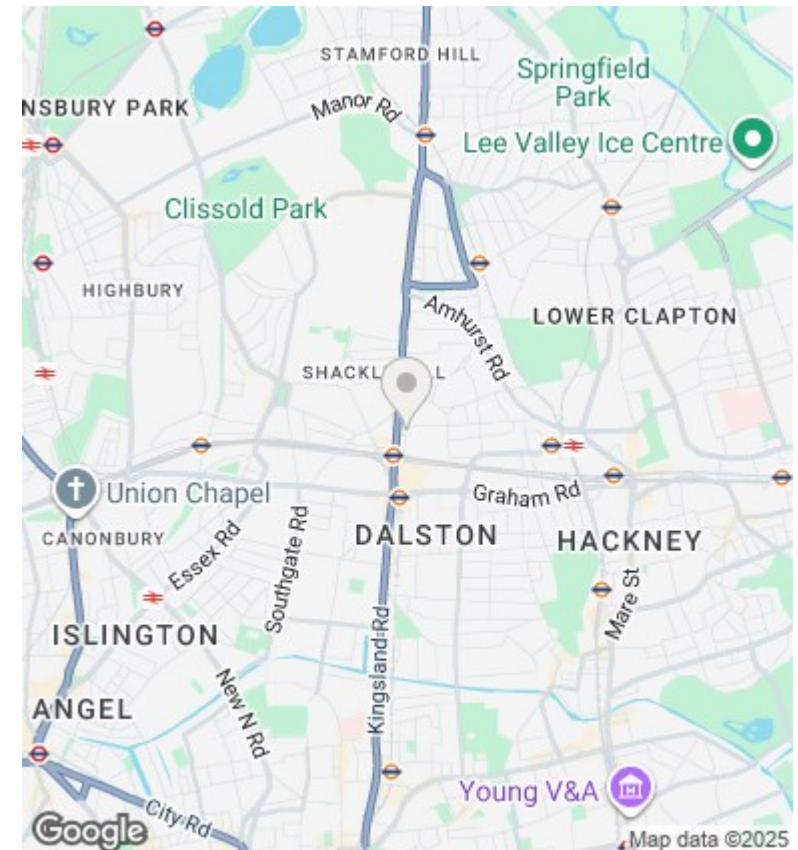 STAMFORD HILL
Springfield
Park
NSBURY PARK
Manor Rd
Lee Valley Ice Centre
Clissold Park
HIGHBURY
Amhurst Rd
LOWER CLAPTON
SHACKL
LL
Union Chapel
Graham Rd
CANONBURY
Essex Rd
Southgate Rd
DALSTON
HACKNEY
Mare St
ISLINGTON
Kingsland Rd
New N Rd
ANGEL
City Rd
Young V&A
Google
Map data ©2025